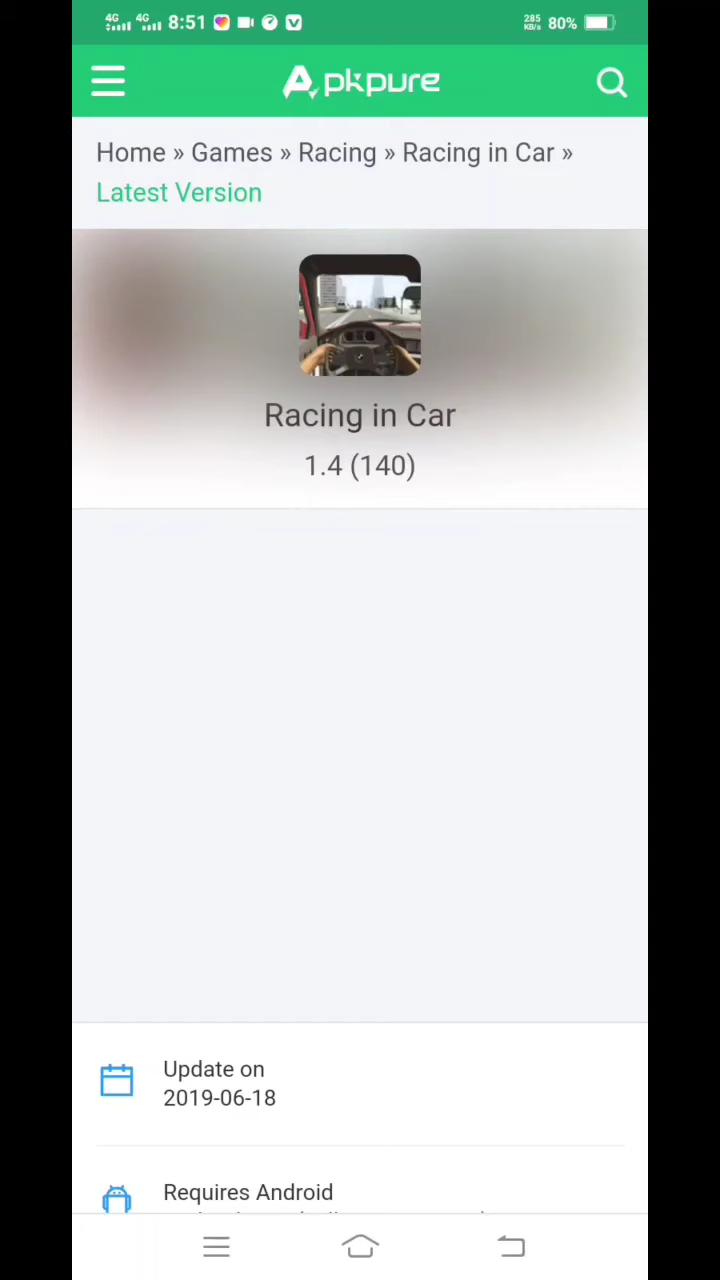 4G 4G 8:51 285 KB/s 80%
Apkpure
Home » Games » Racing » Racing in Car »
Latest Version
Racing in Car
1.4 (140)
Update on
2019-06-18
Requires Android